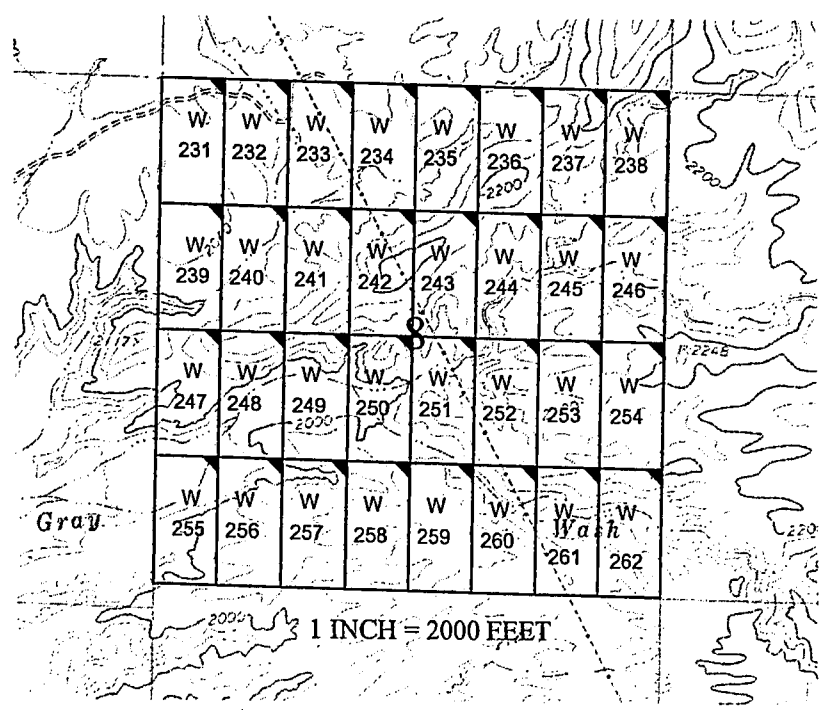 W W W W W W W W
231 232 233 234 235 236 237 238
2200
2200
W W W W W W W W
239 240 241 242 243 244 245 246
8
2248
W W W W W W W W
247 248 249 250 251 252 253 254
2000
W W W W W W W W
Gray
255 256 257 258 259 260 261 262
Wash
2000
1 INCH = 2000 FEET